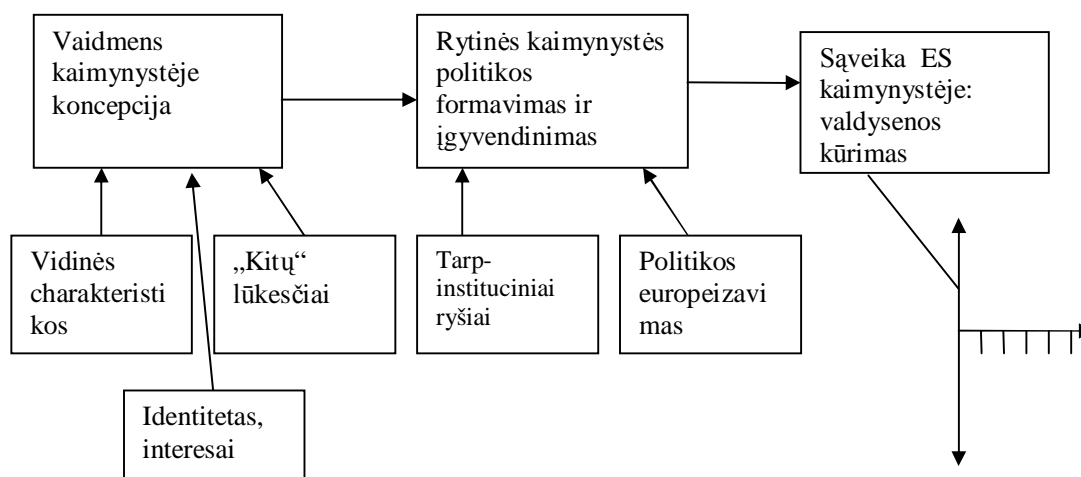 Vaidmens
kaimynystėje
koncepcija
Rytinės kaimynystės
politikos
formavimas ir
įgyvendinimas
Sąveika ES
kaimynystėje:
valdysenos
kūrimas
Vidinės
charakteristi
kos
„Kitų“
lūkesčiai
Tarp-
instituciniai
ryšiai
Politikos
europeizavi
mas
Identitetas,
interesai